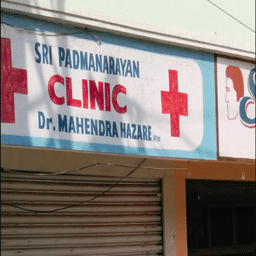 SRI PADMANARAYAN
CLINIC
Dr. MAHENDRA HAZARE